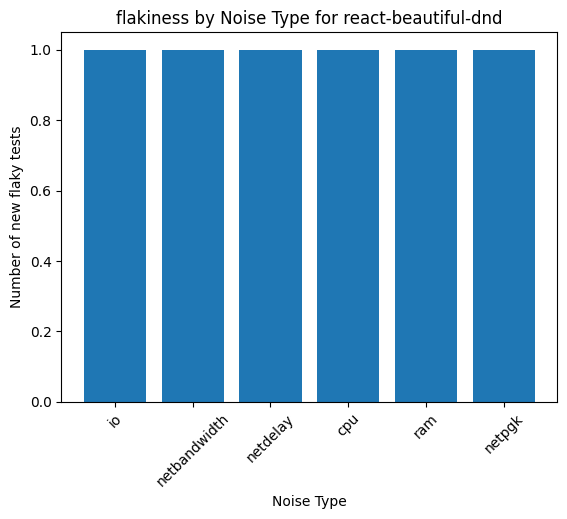 flakiness by Noise Type for react-beautiful-dnd
Number of new flaky tests
1.0
0.8
0.6
0.4
0.2
0.0
io
netbandwidth
netdelay
cpu
ram
netpgk
Noise Type